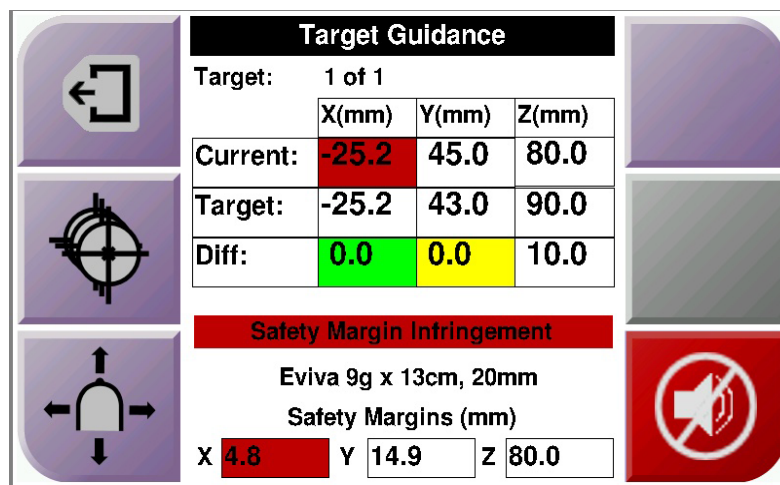 Target Guidance
Target: 1 of 1
X(mm) Y(mm) Z(mm)
Current: -25.2 45.0 80.0
Target: -25.2 43.0 90.0
Diff: 0.0 0.0 10.0
Safety Margin Infringement
Eviva 9g x 13cm, 20mm
Safety Margins (mm)
X 4.8 Y 14.9 Z 80.0